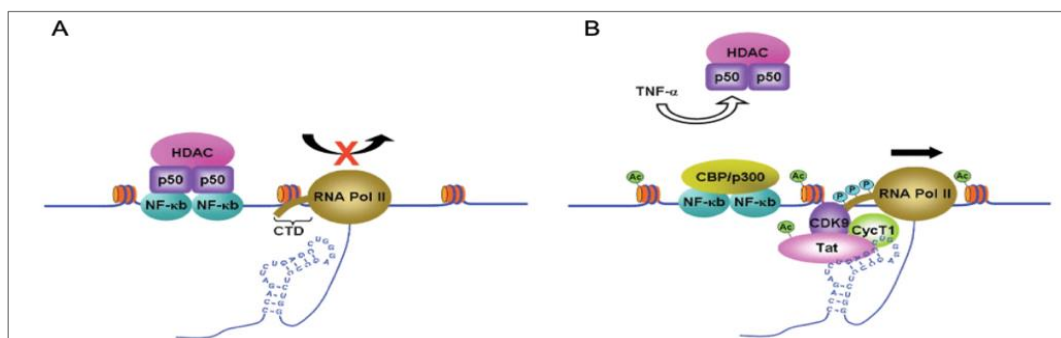 A
HDAC
p50 p50
NF-κb NF-κb
RNA Pol II
CTD
B
HDAC
p50 p50
TNF-α
Ac
CBP/p300
NF-κb NF-κb
Ac
P P P
RNA Pol II
Ac
CDK9
CycT1
Ac
Tat